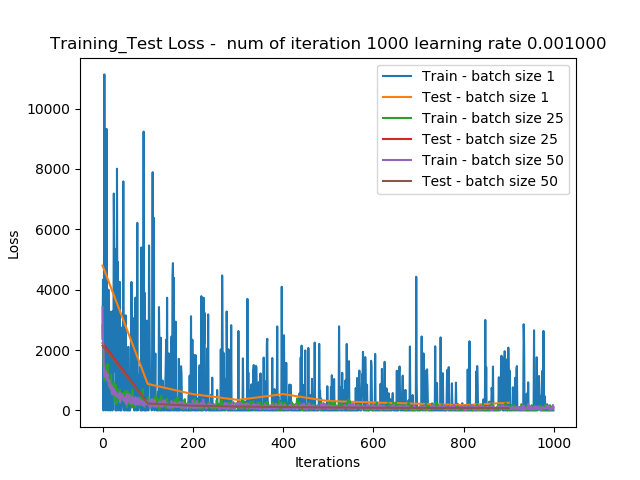 Training_Test Loss -  num of iteration 1000 learning rate 0.001000
Train - batch size 1
Test - batch size 1
Train - batch size 25
Test - batch size 25
Train - batch size 50
Test - batch size 50
10000
8000
6000
4000
2000
0
Loss
0 200 400 600 800 1000
Iterations